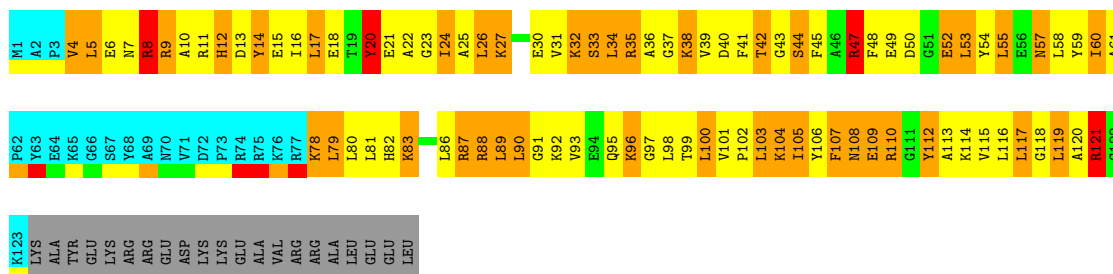 M1 A2 P3 V4 L5 E6 N7 R8 R9 A10 R11 H12 D13 Y14 E15 I16 L17 E18 T19 Y20 E21 A22 G23 I24 A25 L26 K27 E30 V31 K32 S33 L34 R35 A36 G37 K38 V39 D40 F41 T42 G43 S44 F45 A46 R47 F48 E49 D50 G51 E52 L53 Y54 L55 E56 N57 L58 Y59 I60 A61
P62 Y63 E64 K65 G66 S67 Y68 A69 N70 V71 D72 P73 R74 R75 K76 R77 K78 L79 L80 L81 H82 K83 L86 R87 R88 L89 L90 G91 K92 V93 E94 Q95 K96 G97 L98 T99 L100 V101 P102 L103 K104 I105 Y106 F107 N108 E109 R110 G111 Y112 A113 K114 V115 L116 L117 G118 L119 A120 R121
K123 LYS ALA TYR GLU LYS ARG ARG GLU ASP LYS LYS GLU ALA VAL ARG ARG ALA LEU GLU GLU LEU